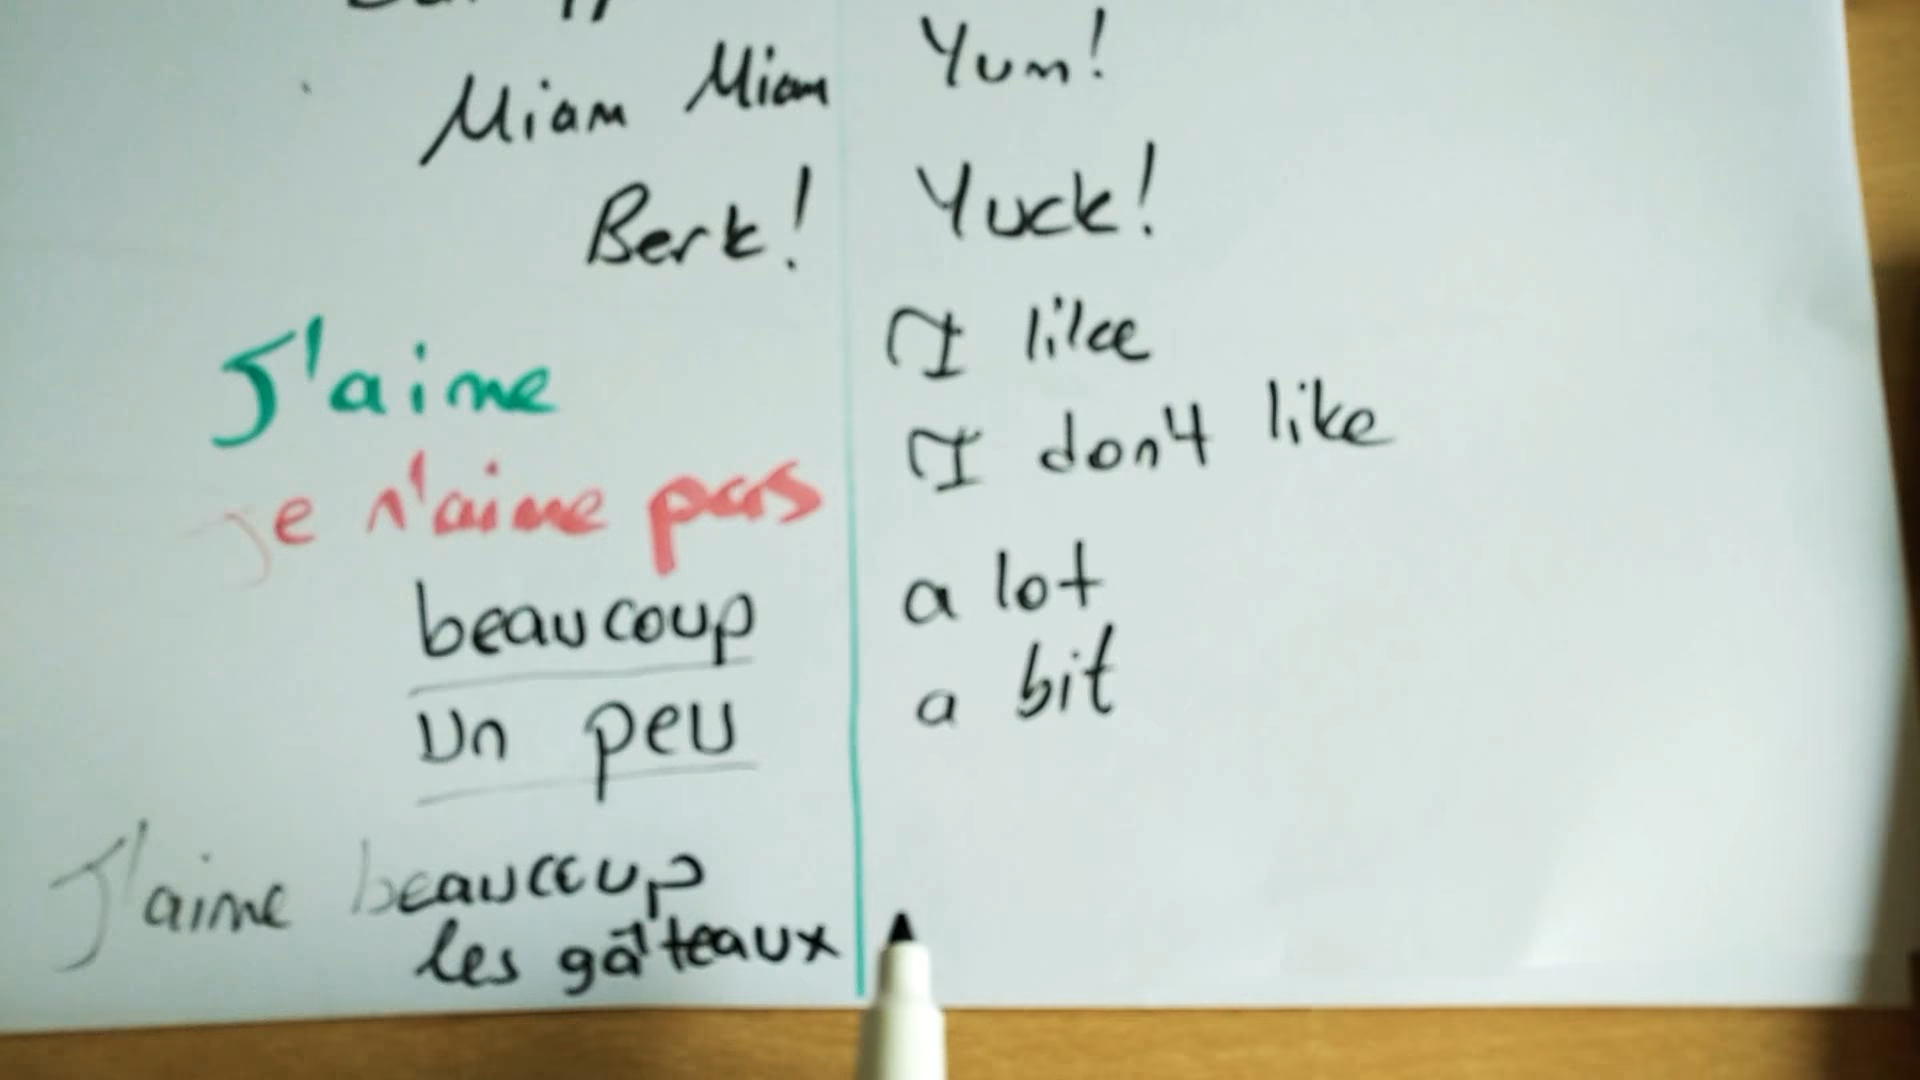 Miam Miam Yum!
Berk! Yuck!
J'aime I like
je n'aime pas I don't like
beaucoup a lot
un peu a bit
J'aime beaucoup
les gâteaux